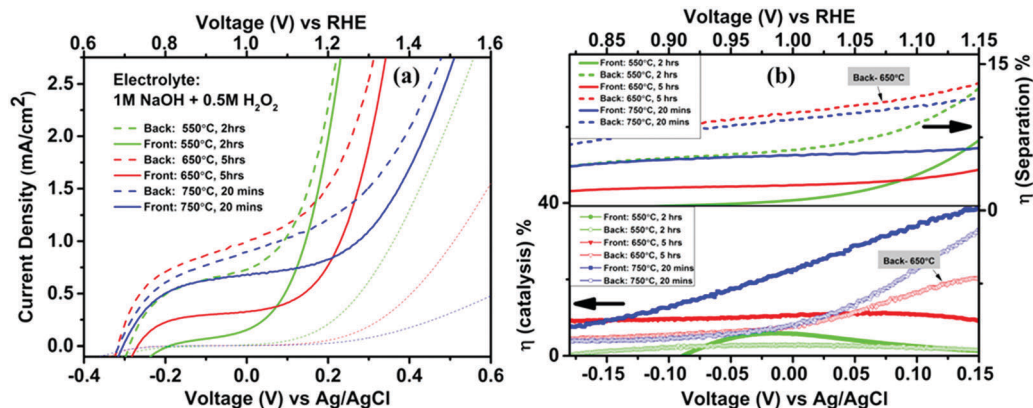 Voltage (V) vs RHE
0.6 0.8 1.0 1.2 1.4 1.6
(a)
Electrolyte:
1M NaOH + 0.5M H₂O₂
Back: 550°C, 2hrs
Front: 550°C, 2hrs
Back: 650°C, 5hrs
Front: 650°C, 5hrs
Back: 750°C, 20 mins
Front: 750°C, 20 mins
Current Density (mA/cm²)
2.5
2.0
1.5
1.0
0.5
0.0
-0.4 -0.2 0.0 0.2 0.4 0.6
Voltage (V) vs Ag/AgCl
Voltage (V) vs RHE
0.85 0.90 0.95 1.00 1.05 1.10 1.15
(b)
Front: 550°C, 2 hrs
Back: 550°C, 2 hrs
Front: 650°C, 5 hrs
Back: 650°C, 5 hrs
Front: 750°C, 20 mins
Back: 750°C, 20 mins
Back- 650°C
15
0
η (Separation) %
40
0
η (catalysis) %
Front: 550°C, 2 hrs
Back: 550°C, 2 hrs
Front: 650°C, 5 hrs
Back: 650°C, 5 hrs
Front: 750°C, 20 mins
Back: 750°C, 20 mins
Back- 650°C
-0.15 -0.10 -0.05 0.00 0.05 0.10 0.15
Voltage (V) vs Ag/AgCl